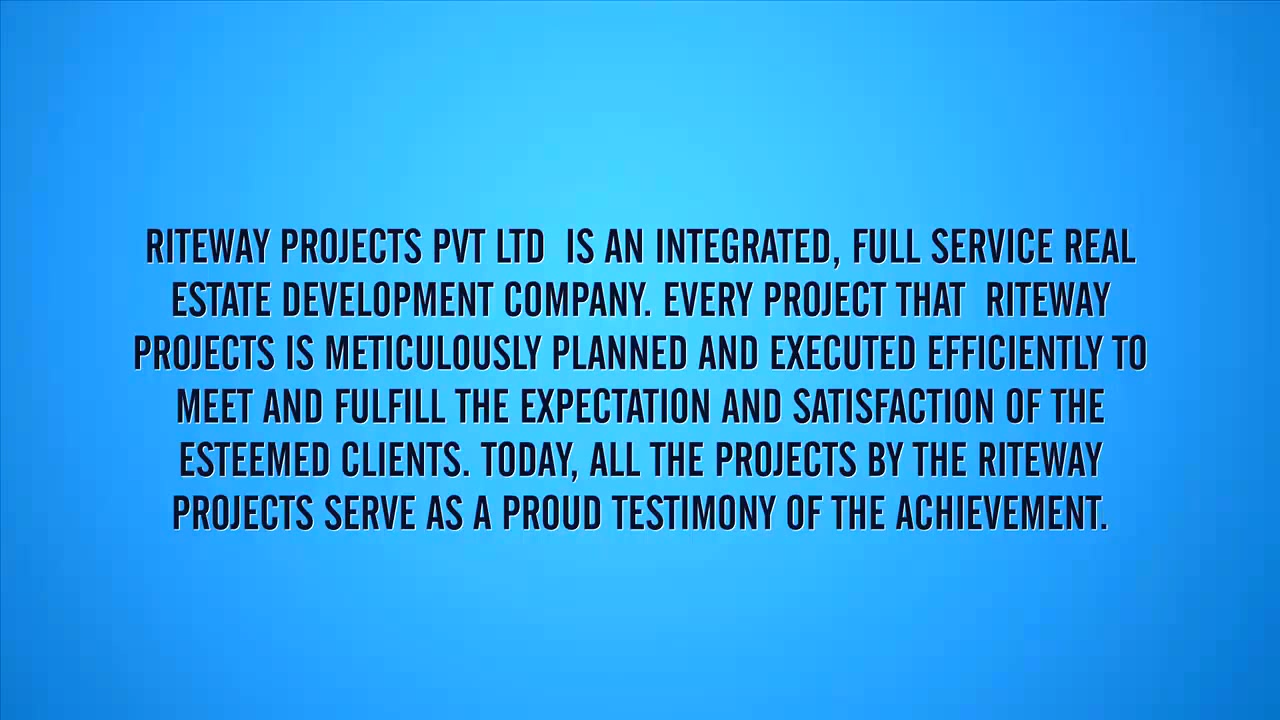 RITEWAY PROJECTS PVT LTD  IS AN INTEGRATED, FULL SERVICE REAL
ESTATE DEVELOPMENT COMPANY. EVERY PROJECT THAT  RITEWAY
PROJECTS IS METICULOUSLY PLANNED AND EXECUTED EFFICIENTLY TO
MEET AND FULFILL THE EXPECTATION AND SATISFACTION OF THE
ESTEEMED CLIENTS. TODAY, ALL THE PROJECTS BY THE RITEWAY
PROJECTS SERVE AS A PROUD TESTIMONY OF THE ACHIEVEMENT.